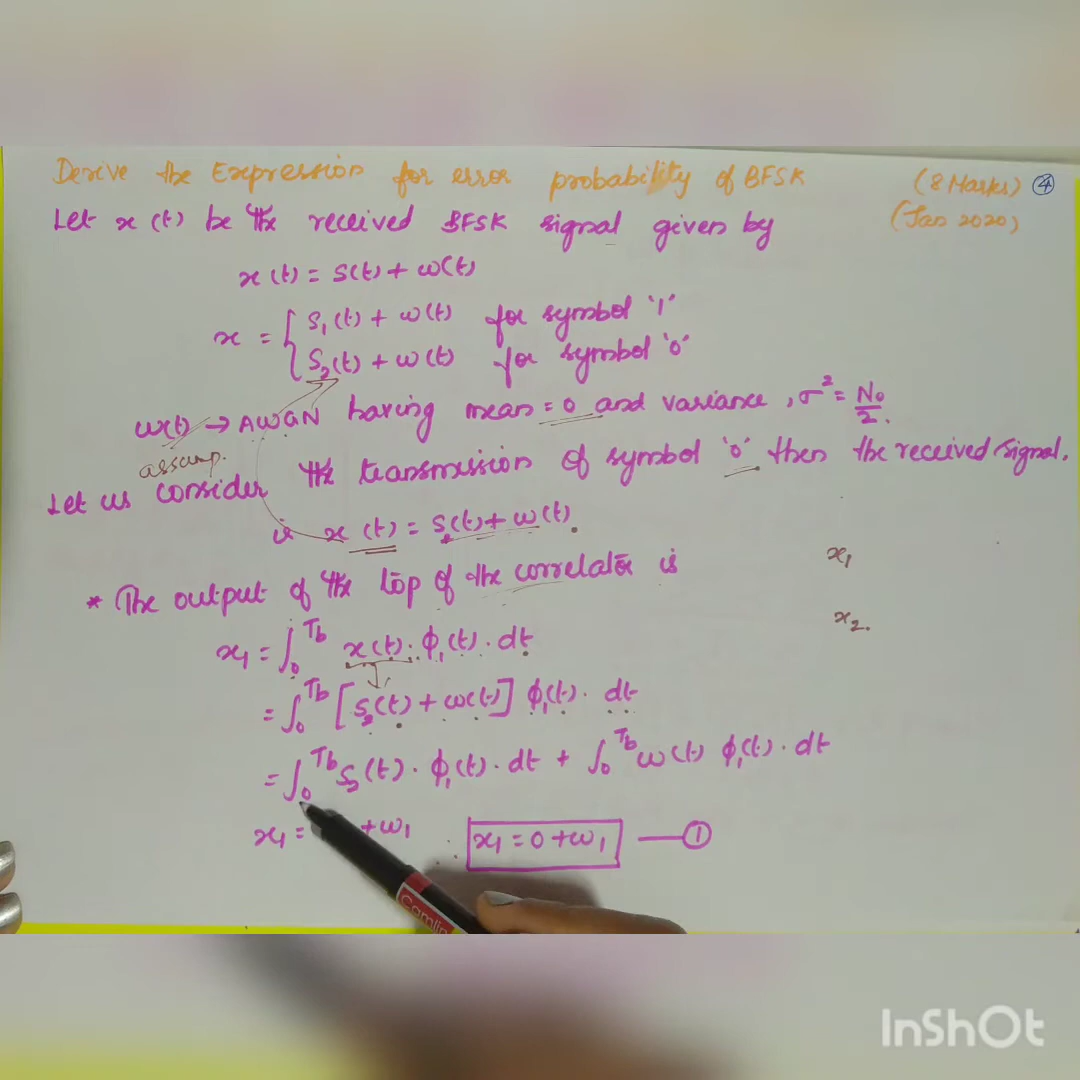 Derive the Expression for error probability of BFSK (8 Marks) ④
(Jan 2020)
Let x(t) be the received BFSK signal given by
x(t) = s(t) + w(t)
x = { s₁(t) + w(t) for symbol '1'
s₂(t) + w(t) for symbol '0'
w(t) → AWGN having mean = 0 and variance, σ² = N₀/2.
assump.
Let us consider the transmission of symbol '0' then the received signal.
is x(t) = s₂(t) + w(t).
x₁
* The output of the top of the correlator is
x₂.
x₁ = ∫₀^Tb x(t). ϕ₁(t). dt
= ∫₀^Tb [s₂(t) + w(t)] ϕ₁(t). dt
= ∫₀^Tb s₂(t). ϕ₁(t). dt + ∫₀^Tb w(t) ϕ₁(t). dt
x₁ = + w₁ x₁ = 0 + w₁ — ①
Camlin
InShOt